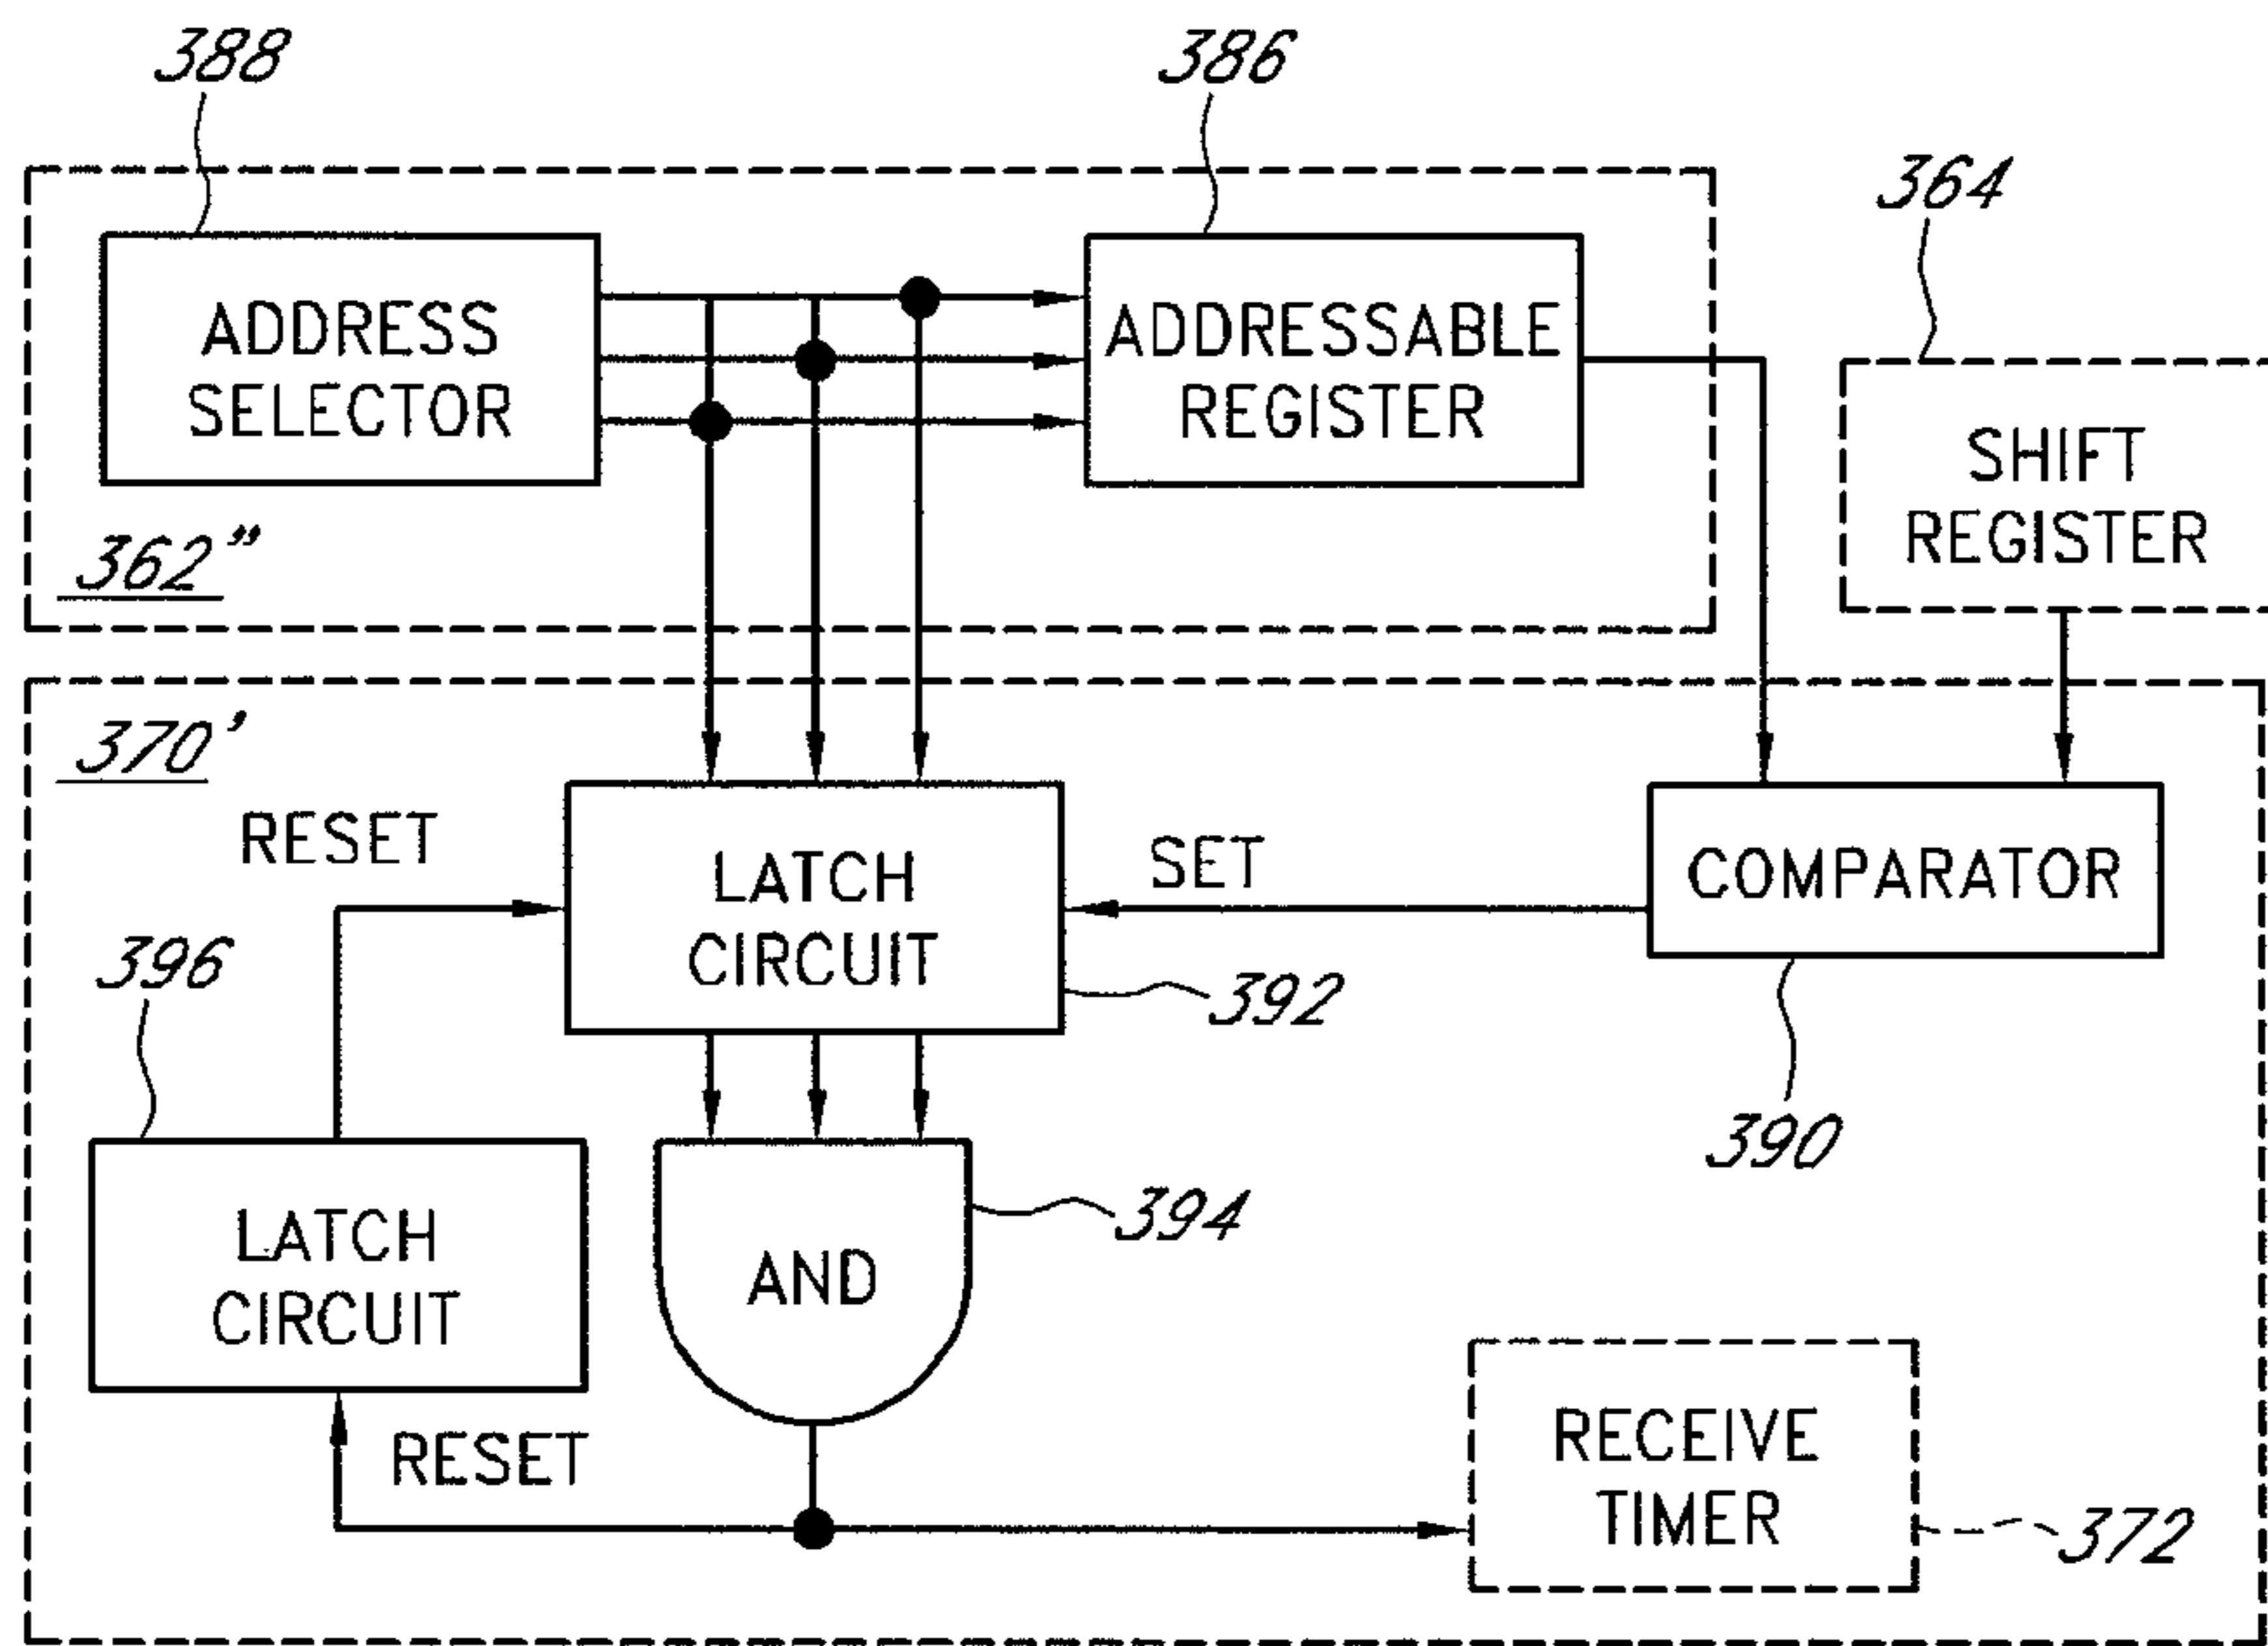 388
386
364
ADDRESS
SELECTOR
ADDRESSABLE
REGISTER
SHIFT
REGISTER
362"
370'
RESET
LATCH
CIRCUIT
SET
COMPARATOR
396
392
390
LATCH
CIRCUIT
394
AND
RESET
RECEIVE
TIMER
372